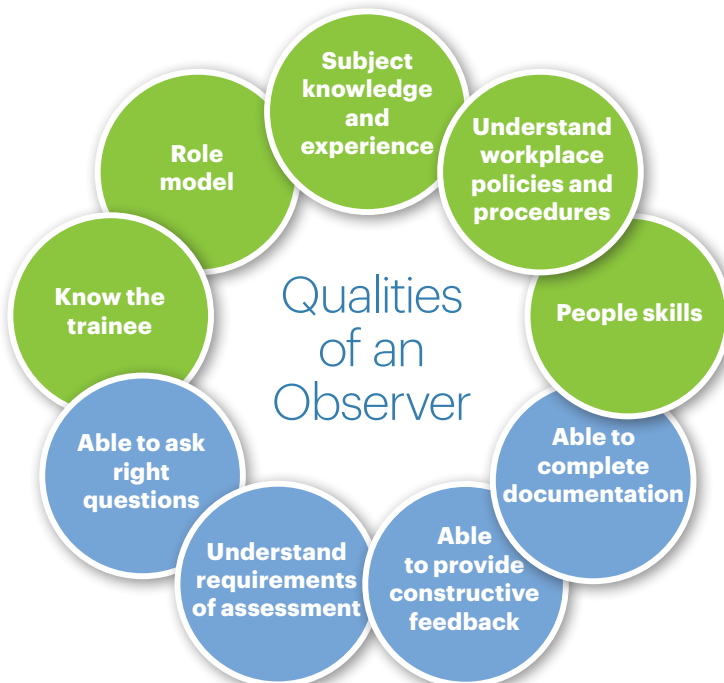 Subject
knowledge
and
experience
Understand
workplace
policies and
procedures
People skills
Able to
complete
documentation
Able
to provide
constructive
feedback
Understand
requirements
of assessment
Able to ask
right
questions
Know the
trainee
Role
model
Qualities
of an
Observer